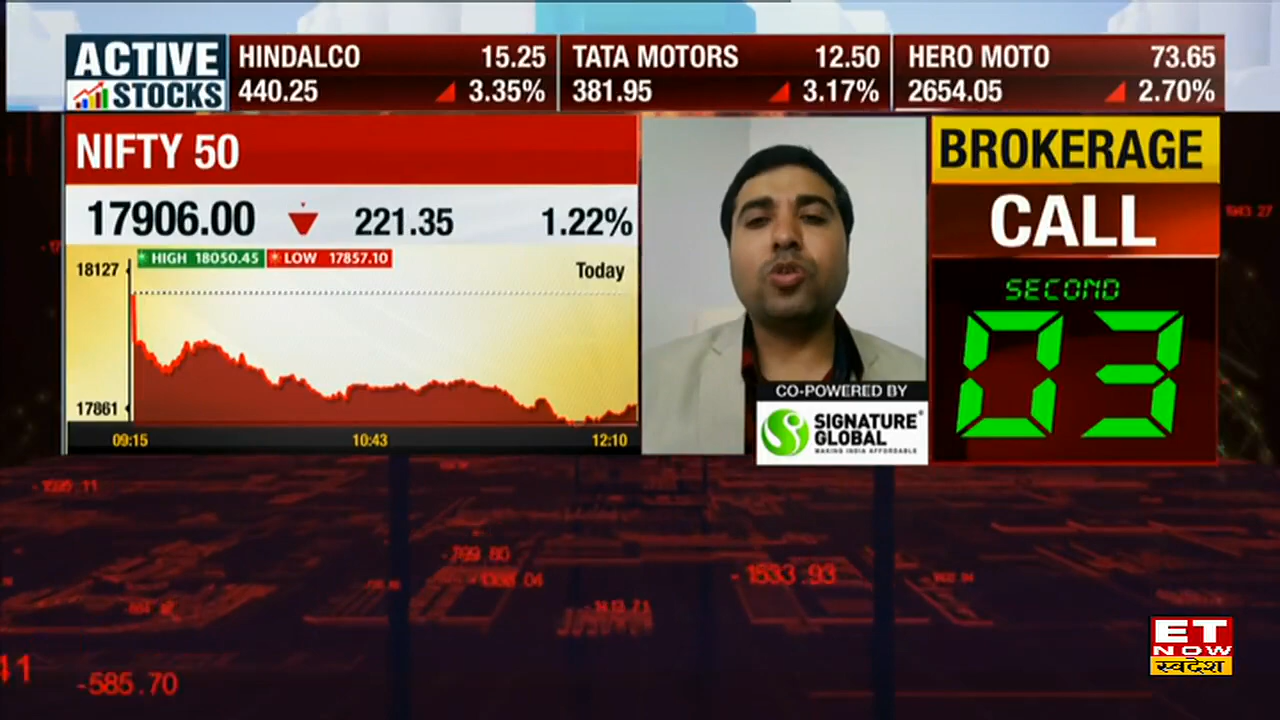 ACTIVE STOCKS
HINDALCO 15.25
440.25 3.35%
TATA MOTORS 12.50
381.95 3.17%
HERO MOTO 73.65
2654.05 2.70%
NIFTY 50
17906.00 221.35 1.22%
HIGH 18050.45 LOW 17857.10
Today
18127
17861
09:15 10:43 12:10
BROKERAGE
CALL
SECOND
03
CO-POWERED BY
SIGNATURE
GLOBAL
MAKING INDIA AFFORDABLE
-1533.93
-585.70
41
ET
NOW
स्वदेश